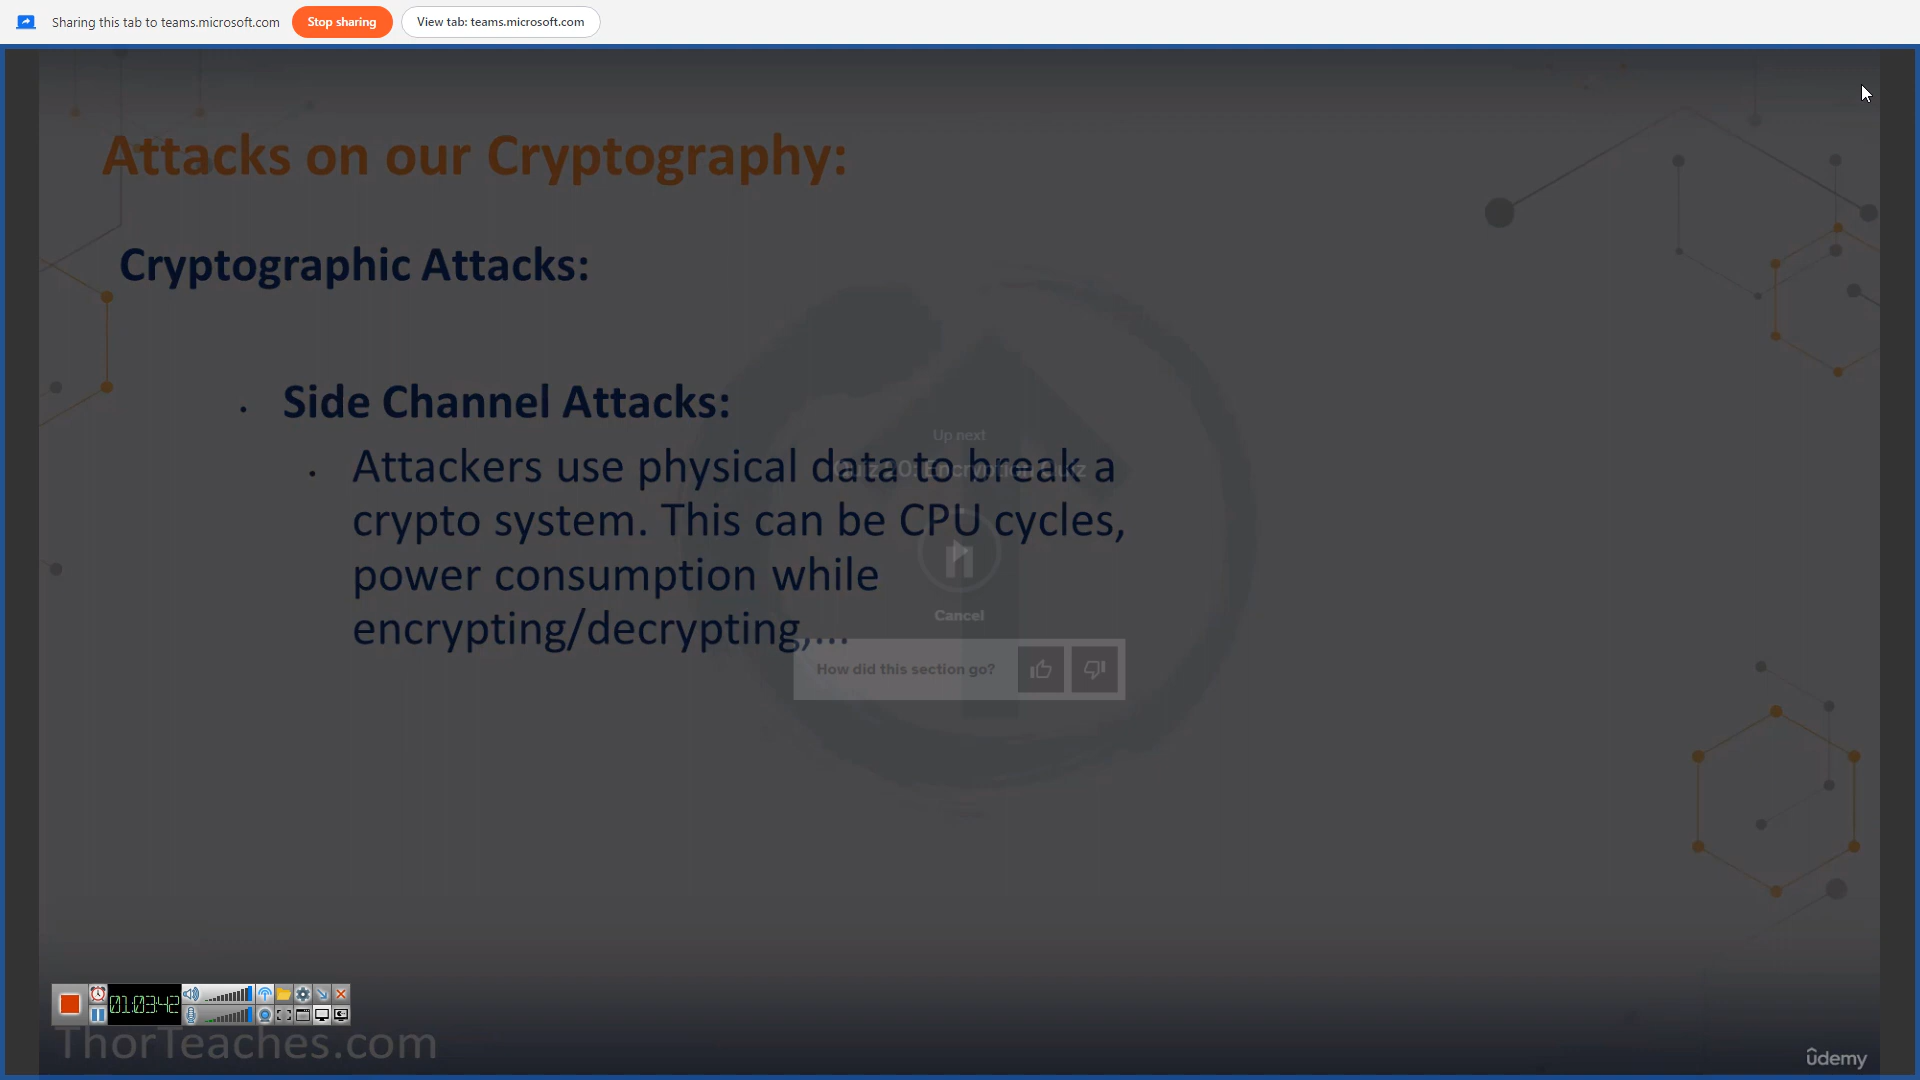 Sharing this tab to teams.microsoft.com
Stop sharing
View tab: teams.microsoft.com
Attacks on our Cryptography:
Cryptographic Attacks:
Side Channel Attacks:
Up next
Attackers use physical data to break a
Encryption Quiz
crypto system. This can be CPU cycles,
power consumption while
Cancel
encrypting/decrypting,...
How did this section go?
01:03:42
ThorTeaches.com
ûdemy